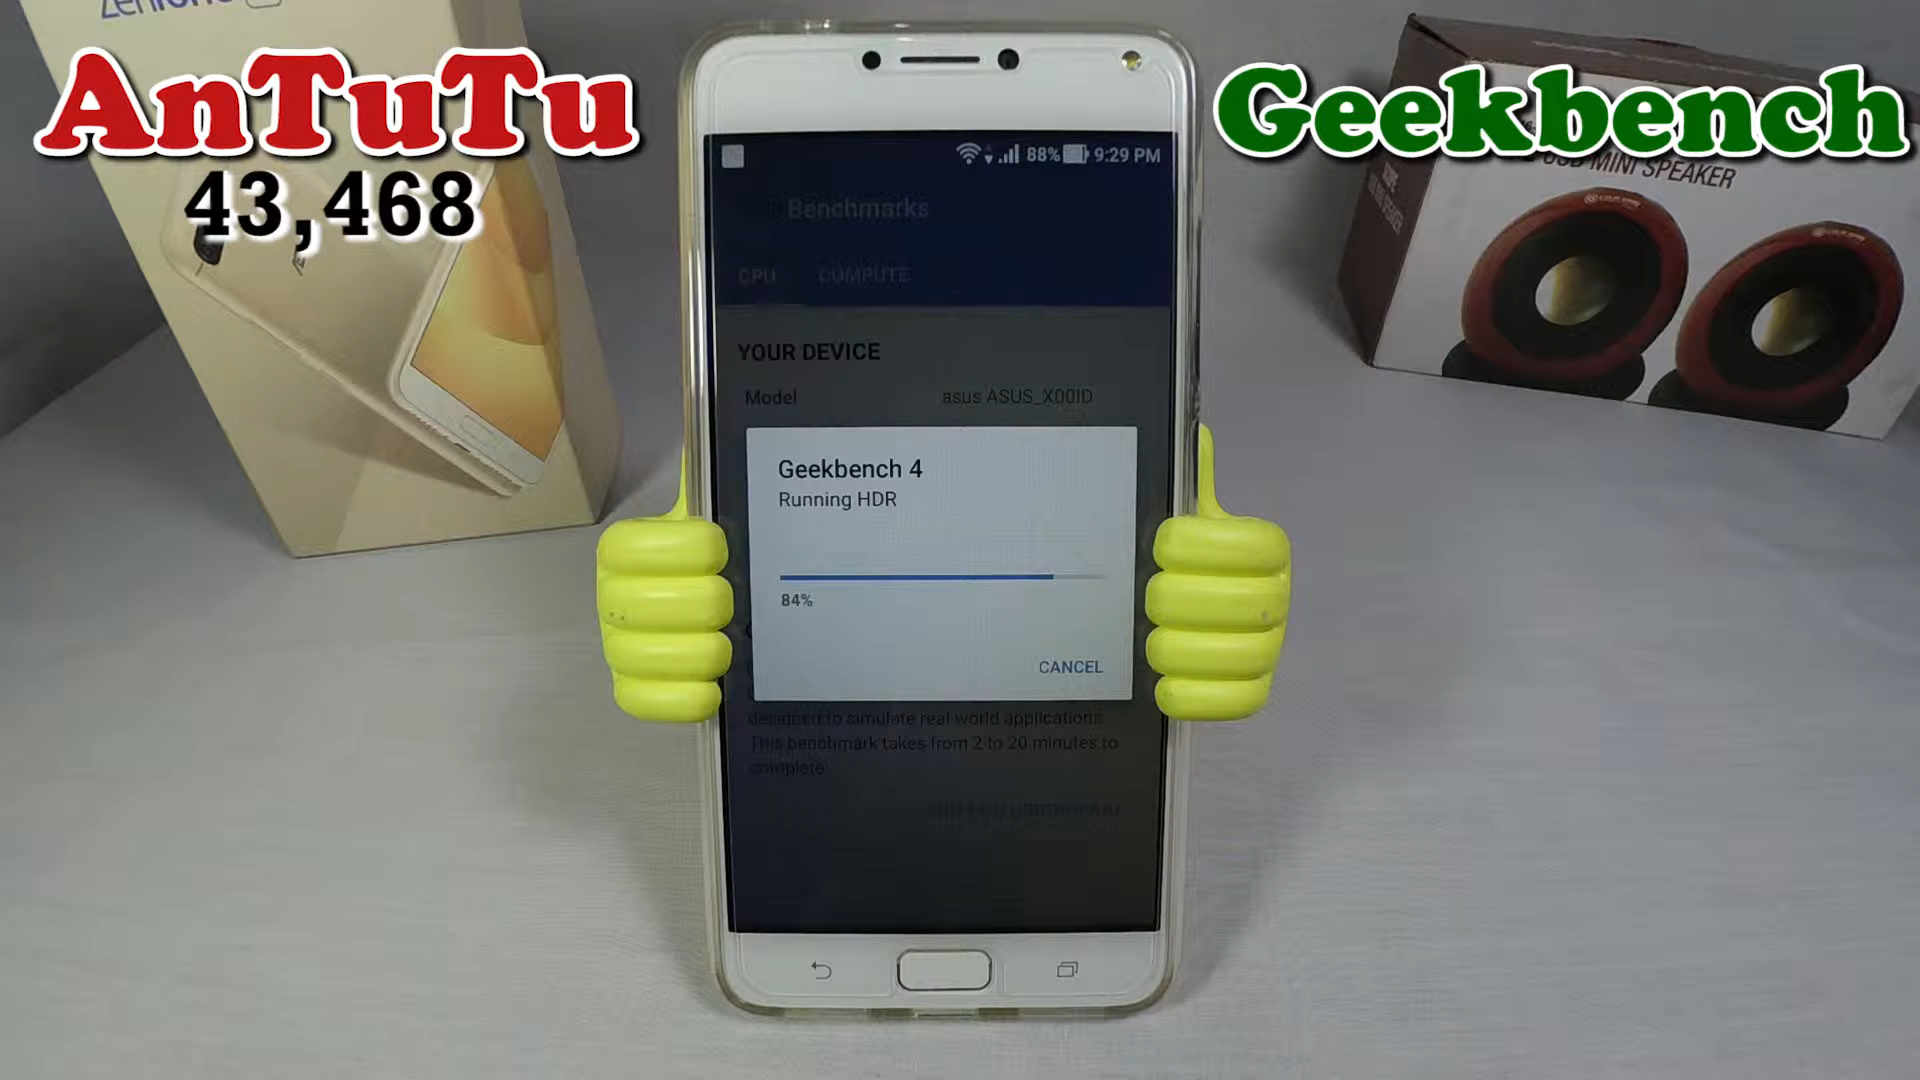 AnTuTu
43,468
Geekbench
USB MINI SPEAKER
88% 9:29 PM
Benchmarks
CPU COMPUTE
YOUR DEVICE
Model asus ASUS_X00ID
Geekbench 4
Running HDR
84%
CANCEL
designed to simulate real world applications.
This benchmark takes from 2 to 20 minutes to
complete